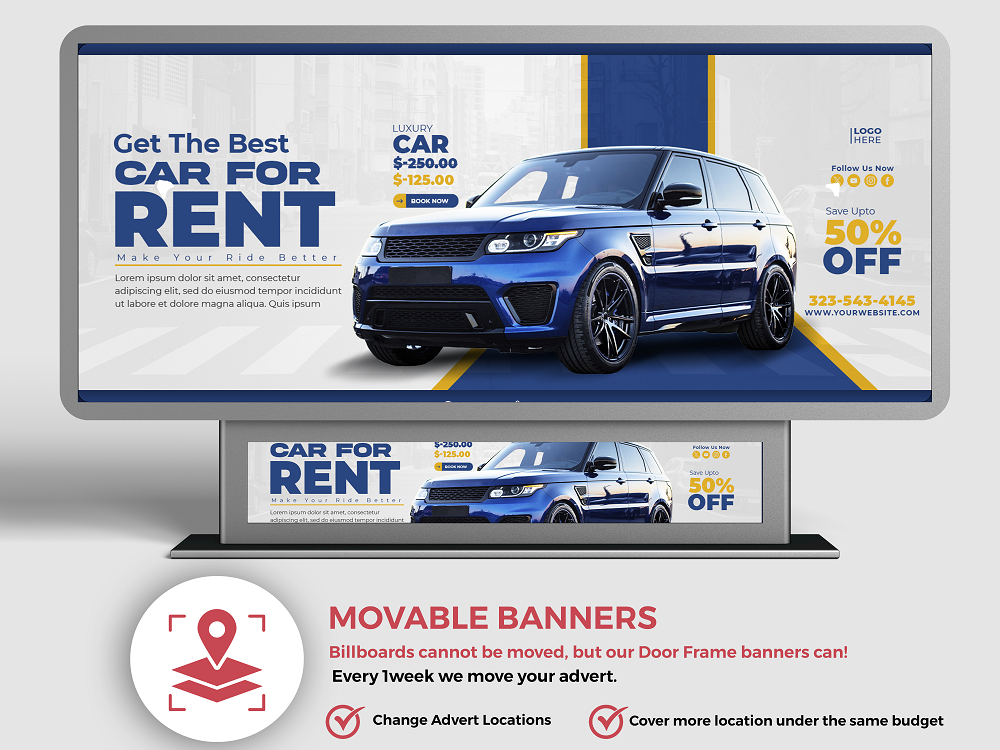 Get The Best
CAR FOR
RENT
Make Your Ride Better
Lorem ipsum dolor sit amet, consectetur
adipiscing elit, sed do eiusmod tempor incididunt
ut labore et dolore magna aliqua. Quis ipsum
LUXURY
CAR
$-250.00
$-125.00
BOOK NOW
LOGO
HERE
Follow Us Now
Save Upto
50%
OFF
323-543-4145
WWW.YOURWEBSITE.COM
CAR FOR
RENT
Make Your Ride Better
Lorem ipsum dolor sit amet, consectetur
adipiscing elit, sed do eiusmod tempor incididunt
$-250.00
$-125.00
BOOK NOW
Follow Us Now
Save Upto
50%
OFF
MOVABLE BANNERS
Billboards cannot be moved, but our Door Frame banners can!
Every 1week we move your advert.
Change Advert Locations
Cover more location under the same budget